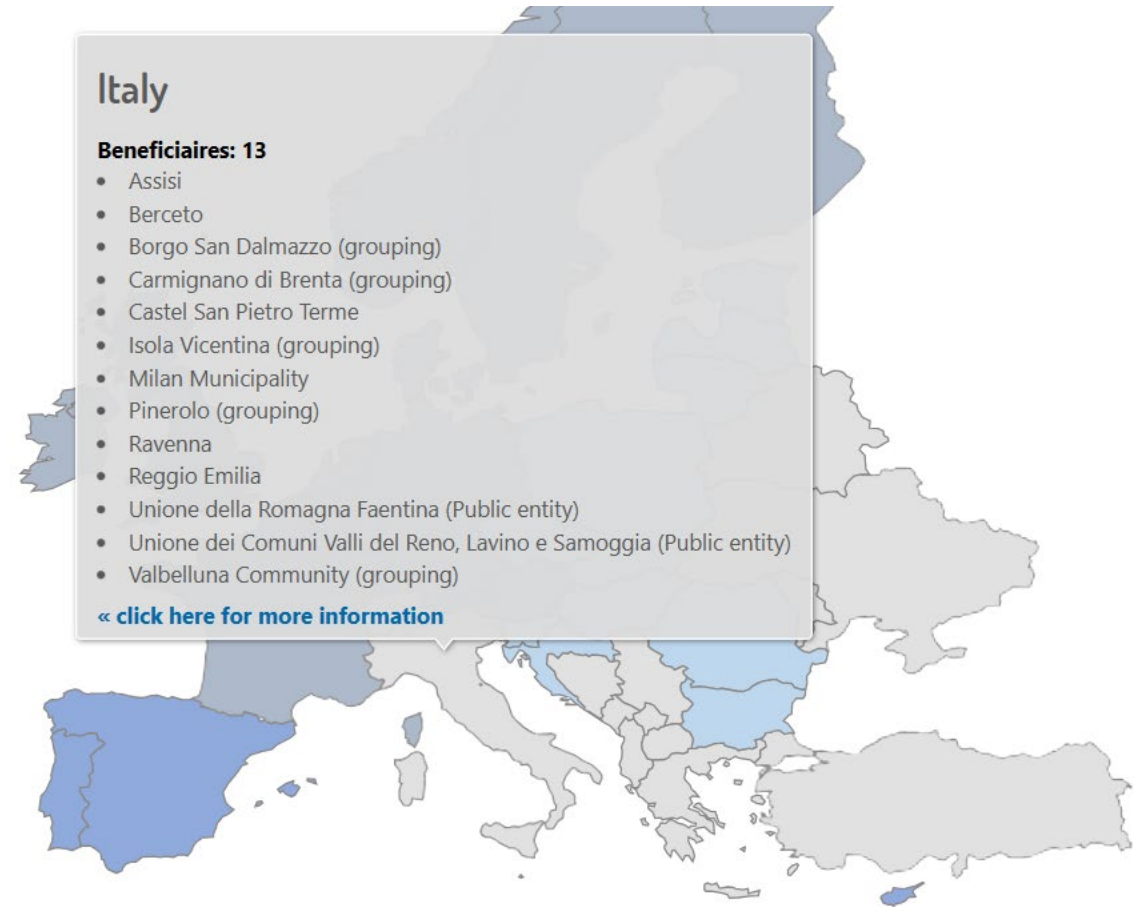 Italy
Beneficiaires: 13
• Assisi
• Berceto
• Borgo San Dalmazzo (grouping)
• Carmignano di Brenta (grouping)
• Castel San Pietro Terme
• Isola Vicentina (grouping)
• Milan Municipality
• Pinerolo (grouping)
• Ravenna
• Reggio Emilia
• Unione della Romagna Faentina (Public entity)
• Unione dei Comuni Valli del Reno, Lavino e Samoggia (Public entity)
• Valbelluna Community (grouping)
« click here for more information